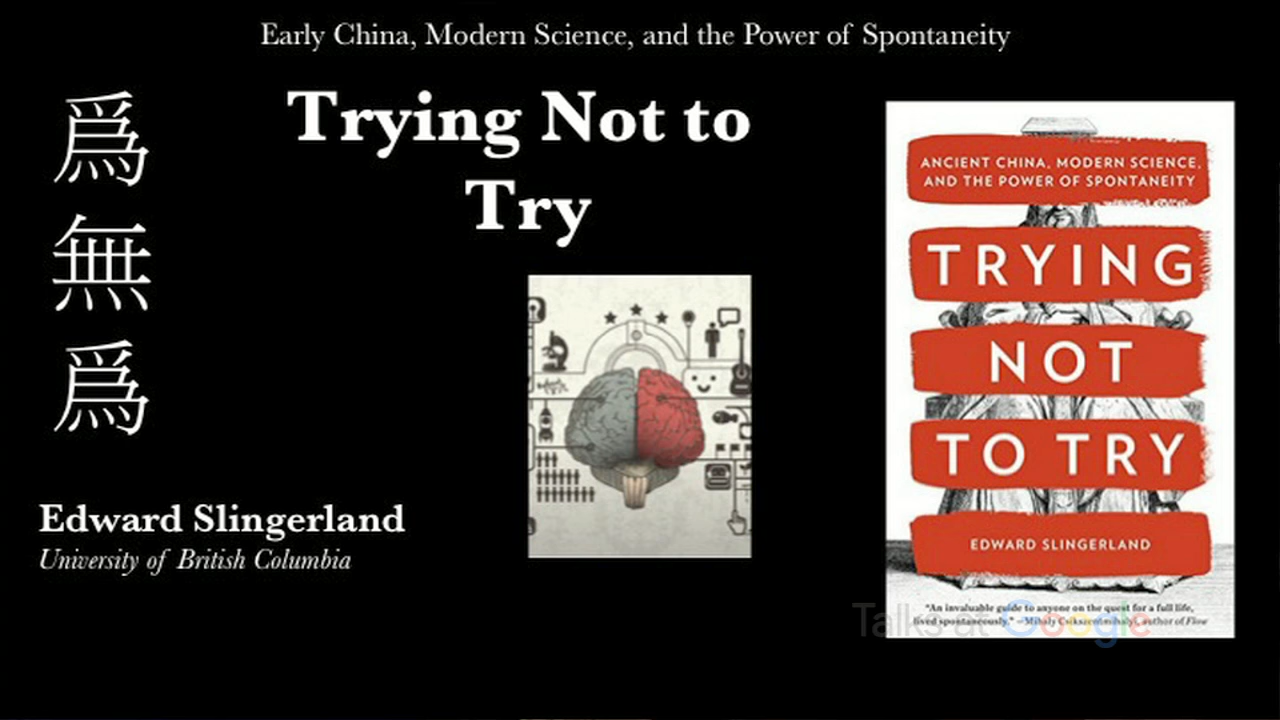 Early China, Modern Science, and the Power of Spontaneity
Trying Not to
Try
爲
無
爲
Edward Slingerland
University of British Columbia
ANCIENT CHINA, MODERN SCIENCE,
AND THE POWER OF SPONTANEITY
TRYING
NOT
TO TRY
EDWARD SLINGERLAND
"An invaluable guide to anyone on the quest for a full life,
lived spontaneously." —Mihaly Csikszentmihalyi, author of Flow
Talks at Google